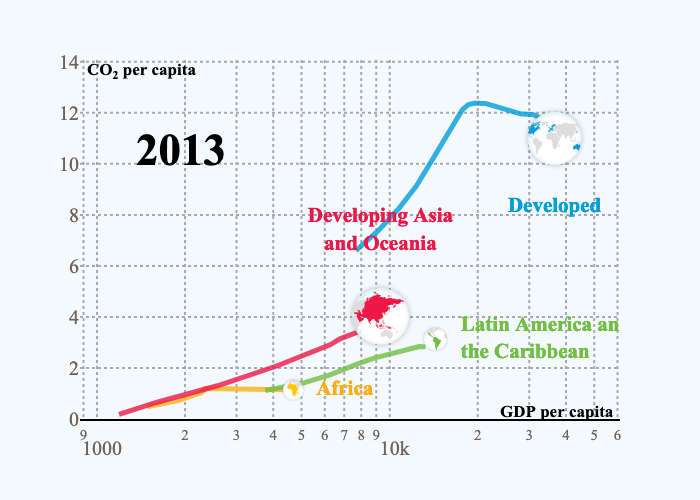 14
CO₂ per capita
12
2013
10
Developed
8
Developing Asia
and Oceania
6
4
Latin America an
the Caribbean
2
Africa
GDP per capita
0
9 2 3 4 5 6 7 8 9 2 3 4 5 6
1000 10k